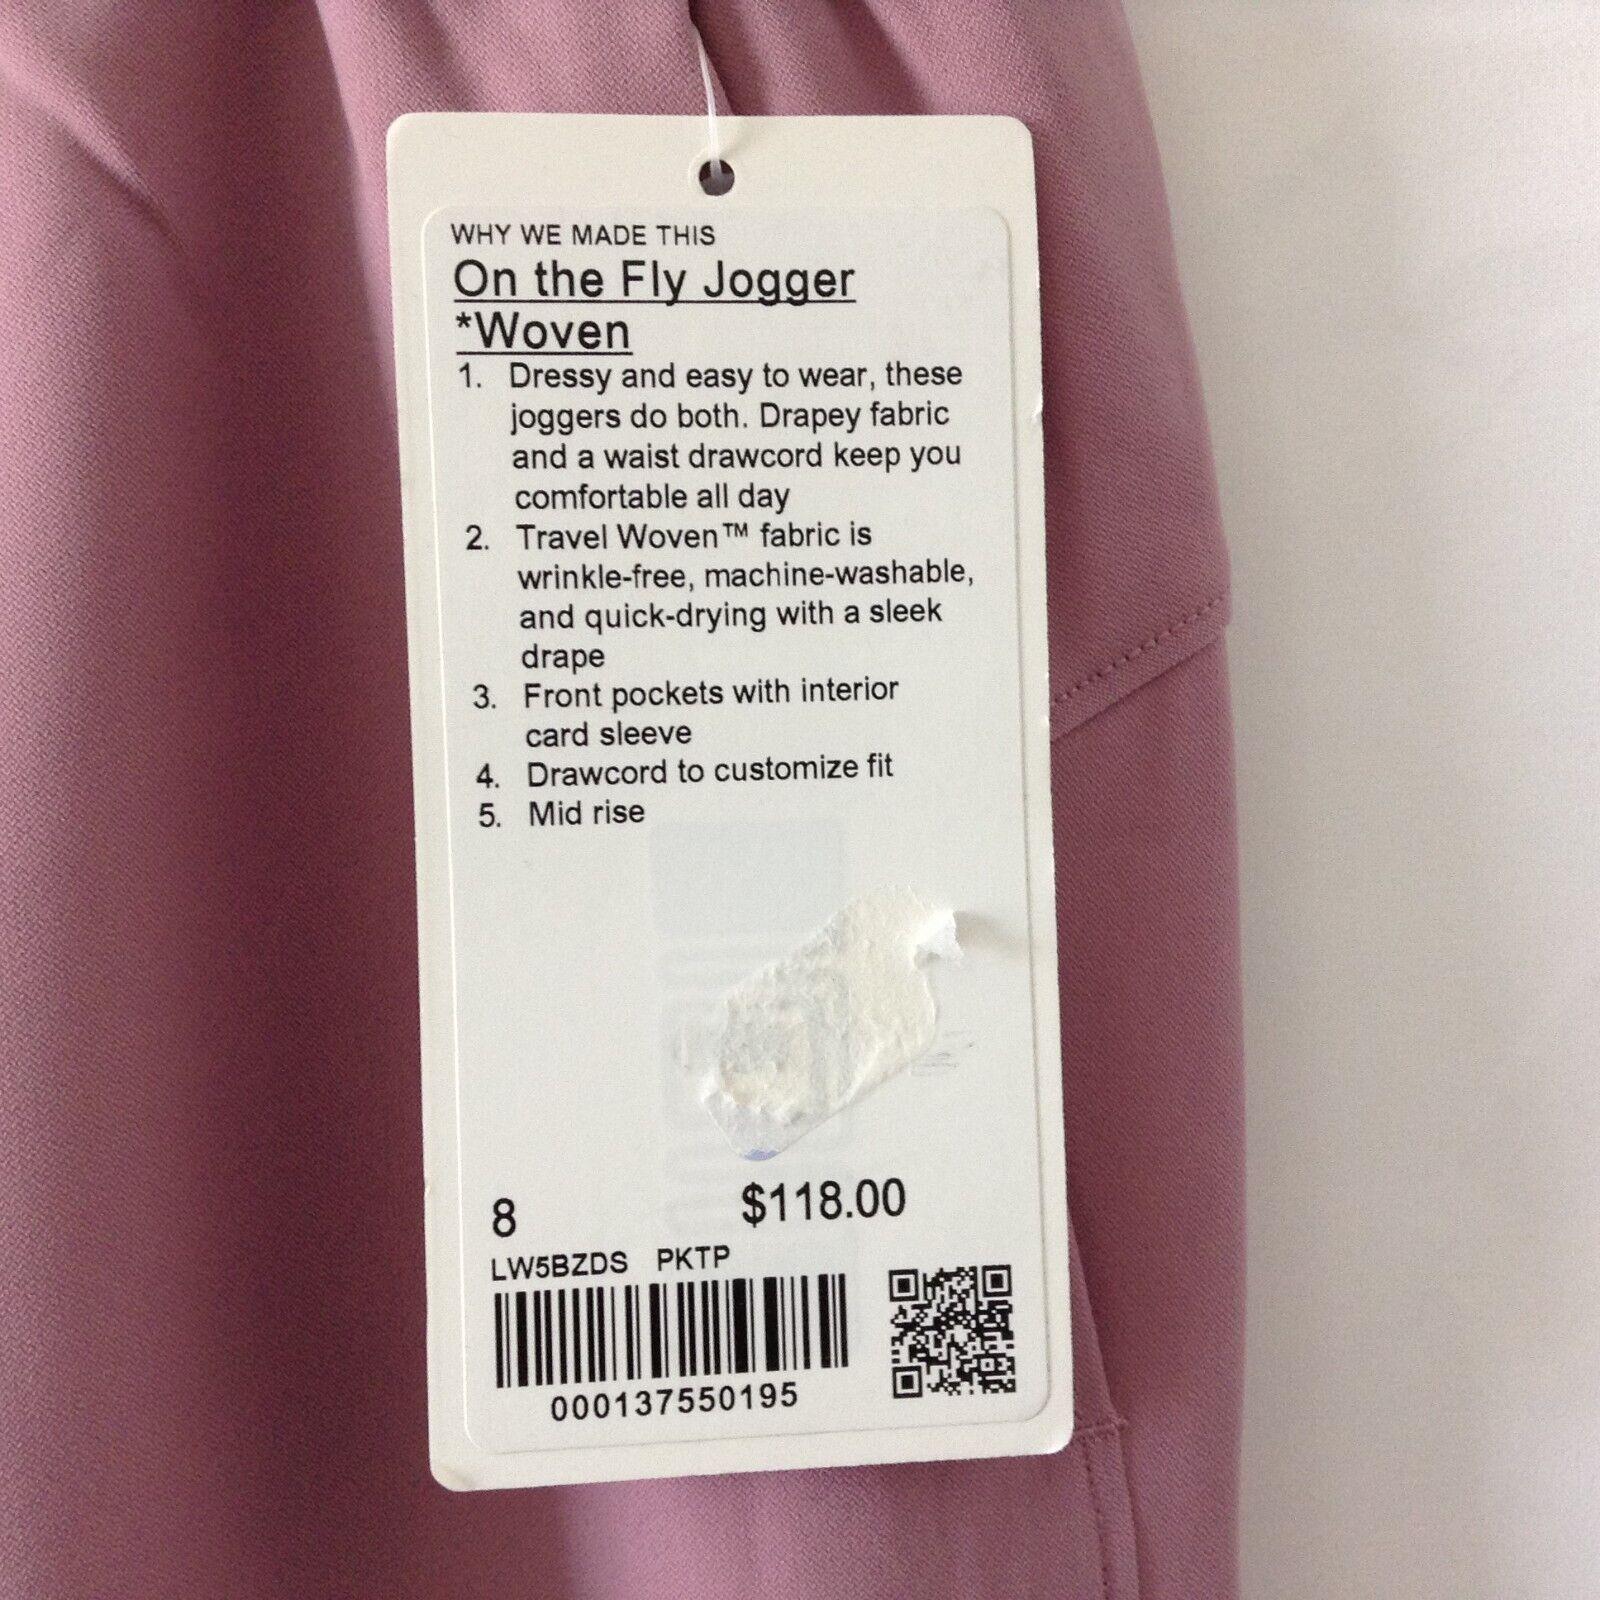 WHY WE MADE THIS
On the Fly Jogger
*Woven
1. Dressy and easy to wear, these
joggers do both. Drapey fabric
and a waist drawcord keep you
comfortable all day
2. Travel Woven™ fabric is
wrinkle-free, machine-washable,
and quick-drying with a sleek
drape
3. Front pockets with interior
card sleeve
4. Drawcord to customize fit
5. Mid rise
8 $118.00
LW5BZDS PKTP
000137550195